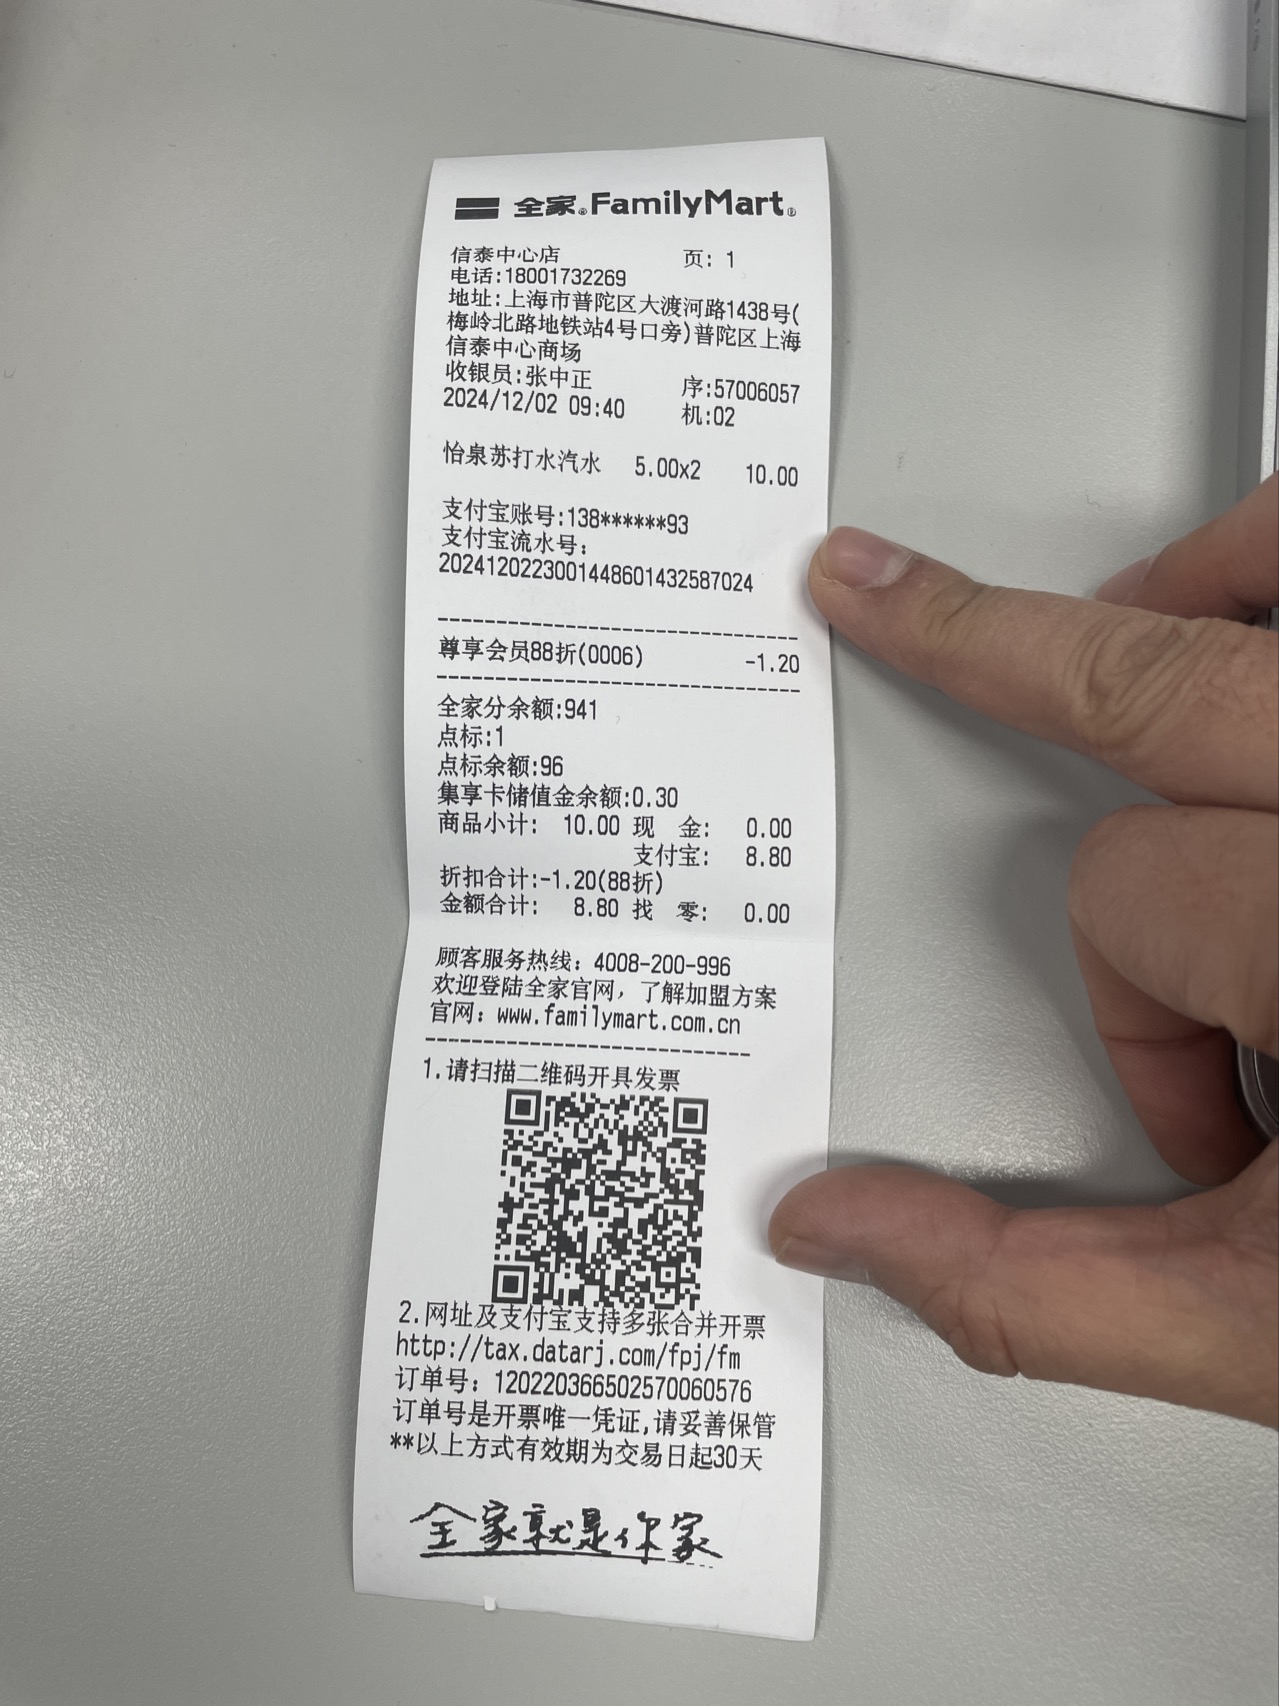 全家®FamilyMart®
信泰中心店 页: 1
电话:18001732269
地址:上海市普陀区大渡河路1438号(
梅岭北路地铁站4号口旁)普陀区上海
信泰中心商场
收银员:张中正 序:57006057
2024/12/02 09:40 机:02
怡泉苏打水汽水 5.00x2 10.00
支付宝账号:138******93
支付宝流水号:
2024120223001448601432587024
尊享会员88折(0006) -1.20
全家分余额:941
点标:1
点标余额:96
集享卡储值金余额:0.30
商品小计: 10.00 现 金: 0.00
支付宝: 8.80
折扣合计:-1.20(88折)
金额合计: 8.80 找 零: 0.00
顾客服务热线: 4008-200-996
欢迎登陆全家官网，了解加盟方案
官网: www.familymart.com.cn
1.请扫描二维码开具发票
2.网址及支付宝支持多张合并开票
http://tax.datarj.com/fpj/fm
订单号: 120220366502570060576
订单号是开票唯一凭证,请妥善保管
**以上方式有效期为交易日起30天
全家就是你家